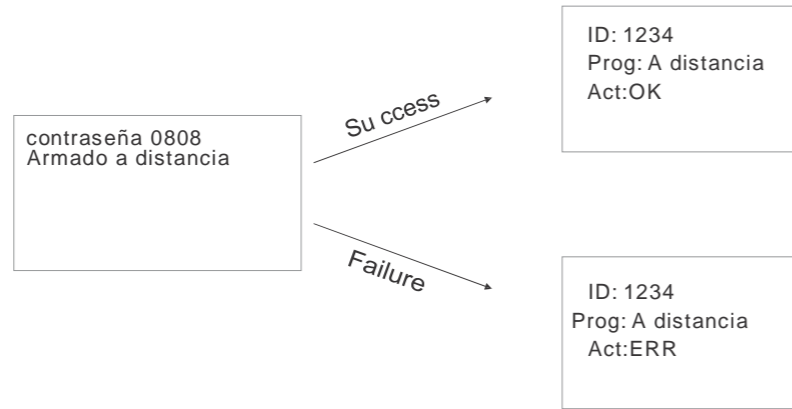 contraseña 0808
Armado a distancia
Su ccess
Failure
ID: 1234
Prog: A distancia
Act:OK
ID: 1234
Prog: A distancia
Act:ERR